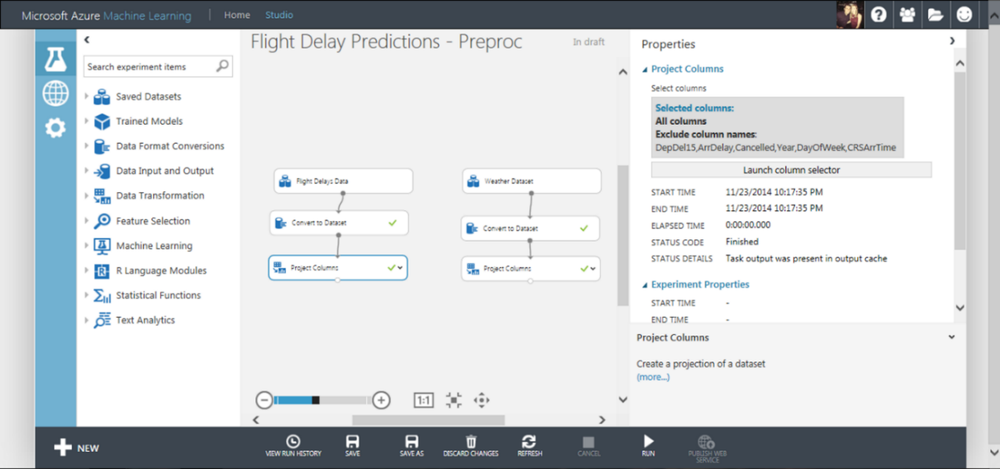 Microsoft Azure Machine Learning | Home Studio
Search experiment items
Saved Datasets
Trained Models
Data Format Conversions
Data Input and Output
Data Transformation
Feature Selection
Machine Learning
R Language Modules
Statistical Functions
Text Analytics
Flight Delay Predictions - Preproc
In draft
Flight Delays Data
Convert to Dataset
Project Columns
Weather Dataset
Convert to Dataset
Project Columns
1:1
Properties
Project Columns
Select columns
Selected columns:
All columns
Exclude column names:
DepDel15,ArrDelay,Cancelled,Year,DayOfWeek,CRSArrTime
Launch column selector
START TIME 11/23/2014 10:17:35 PM
END TIME 11/23/2014 10:17:35 PM
ELAPSED TIME 0:00:00.000
STATUS CODE Finished
STATUS DETAILS Task output was present in output cache
Experiment Properties
START TIME -
END TIME -
Project Columns
Create a projection of a dataset
(more...)
NEW
VIEW RUN HISTORY
SAVE
SAVE AS
DISCARD CHANGES
REFRESH
CANCEL
RUN
PUBLISH WEB
SERVICE